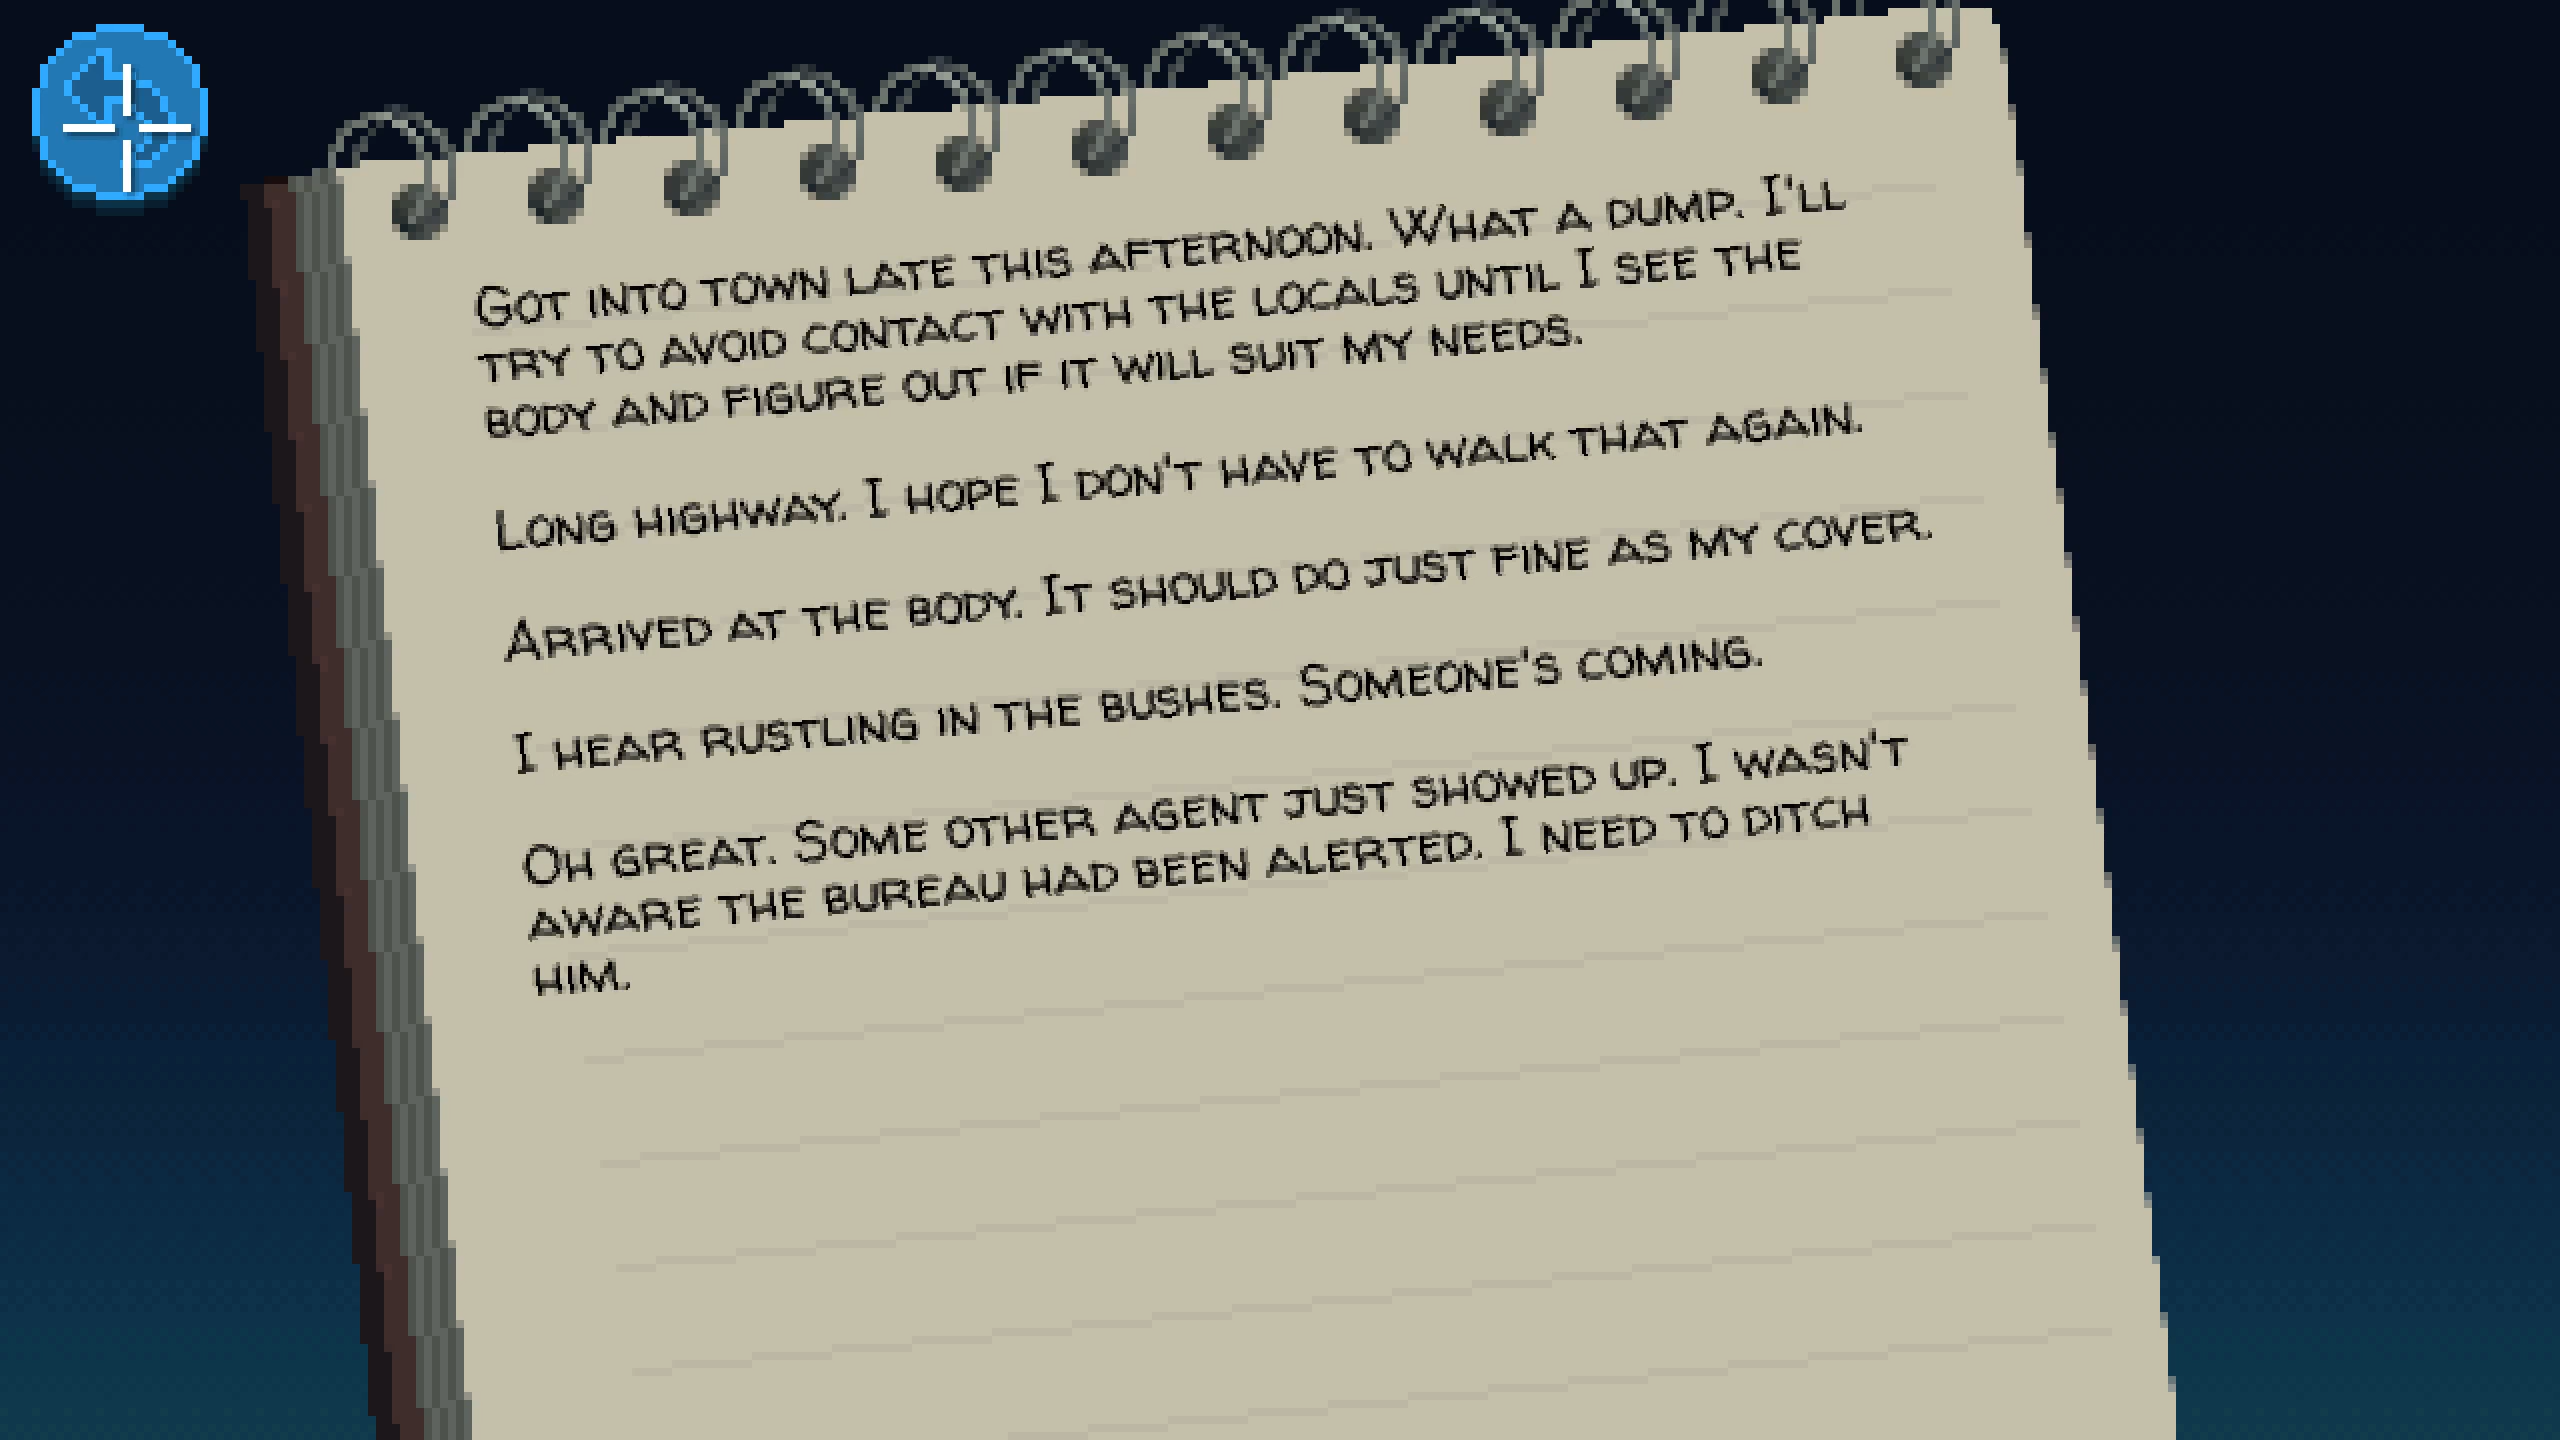 Got into town late this afternoon. What a dump. I'll
try to avoid contact with the locals until I see the
body and figure out if it will suit my needs.
Long highway. I hope I don't have to walk that again.
Arrived at the body. It should do just fine as my cover.
I hear rustling in the bushes. Someone's coming.
Oh great. Some other agent just showed up. I wasn't
aware the bureau had been alerted. I need to ditch
him.